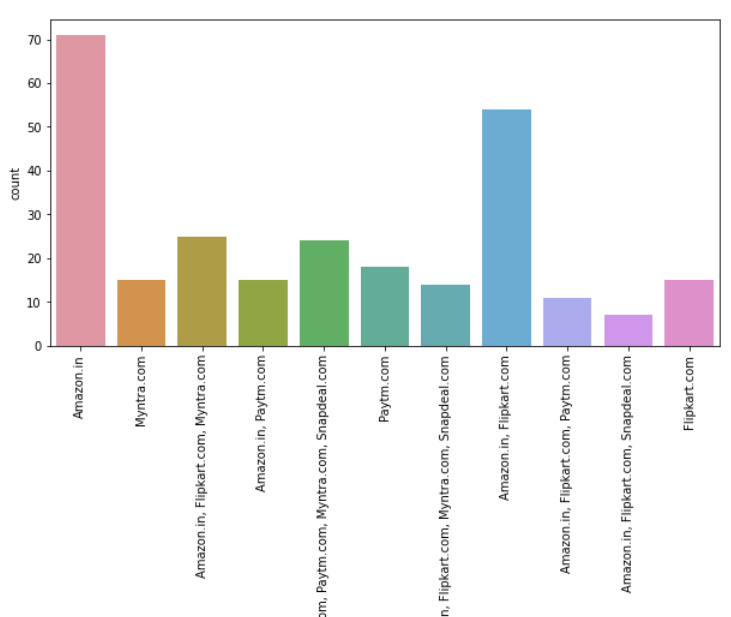 70
60
50
40
30
20
10
0
count
Amazon.in
Myntra.com
Amazon.in, Flipkart.com, Myntra.com
Amazon.in, Paytm.com
om, Paytm.com, Myntra.com, Snapdeal.com
Paytm.com
n, Flipkart.com, Myntra.com, Snapdeal.com
Amazon.in, Flipkart.com
Amazon.in, Flipkart.com, Paytm.com
Amazon.in, Flipkart.com, Snapdeal.com
Flipkart.com